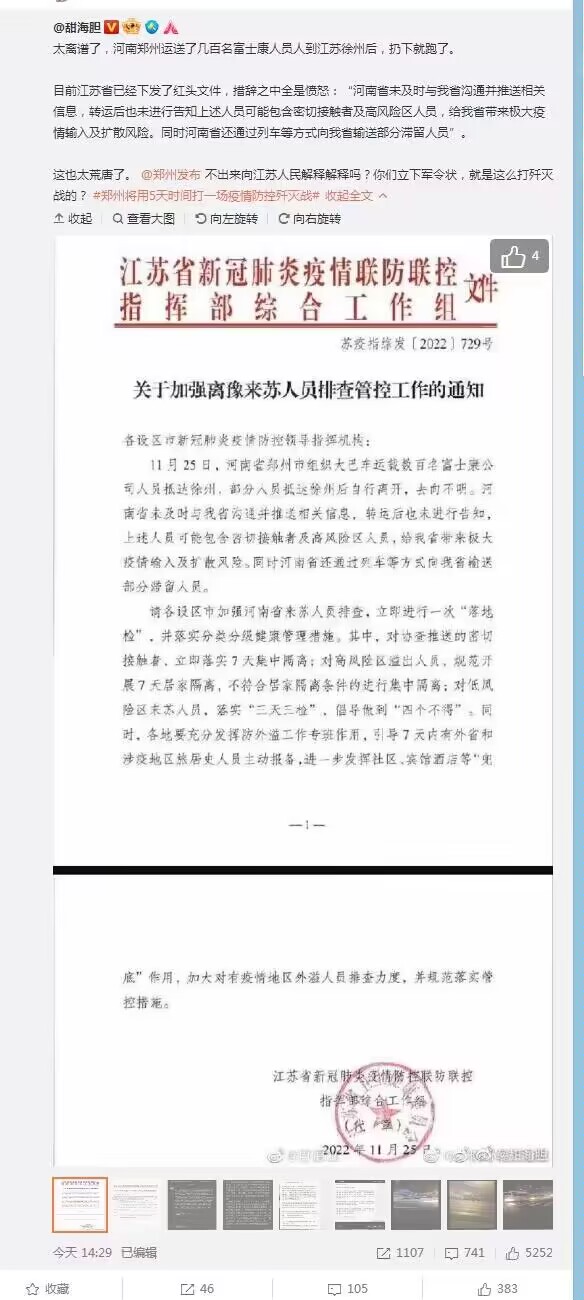 @甜海胆
太离谱了，河南郑州运送了几百名富士康人员人到江苏徐州后，扔下就跑了。
目前江苏省已经下发了红头文件，措辞之中全是愤怒：“河南省未及时与我省沟通并推送相关
信息，转运后也未进行告知上述人员可能包含密切接触者及高风险区人员，给我省带来极大疫
情输入及扩散风险。同时河南省还通过列车等方式向我省输送部分滞留人员”。
这也太荒唐了。 @郑州发布 不出来向江苏人民解释解释吗？你们立下军令状，就是这么打歼灭
战的？ #郑州将用5天时间打一场疫情防控歼灭战# 收起全文
收起 查看大图 向左旋转 向右旋转
4
江苏省新冠肺炎疫情联防联控
指挥部综合工作组
文件
苏疫指综发〔2022〕729号
关于加强离豫来苏人员排查管控工作的通知
各设区市新冠肺炎疫情防控领导指挥机构：
11月25日，河南省郑州市组织大巴车运载数百名富士康公
司人员抵达徐州，部分人员抵达徐州后自行离开，去向不明。河
南省未及时与我省沟通并推送相关信息，转运后也未进行告知，
上述人员可能包含密切接触者及高风险区人员，给我省带来极大
疫情输入及扩散风险。同时河南省还通过列车等方式向我省输送
部分滞留人员。
请各设区市加强河南省来苏人员排查，立即进行一次“落地
检”，并落实分类分级健康管理措施。其中，对协查推送的密切
接触者，立即落实7天集中隔离；对高风险区溢出人员，规范开
展7天居家隔离，不符合居家隔离条件的进行集中隔离；对低风
险区来苏人员，落实“三天三检”，倡导做到“四个不得”。同
时，各地要充分发挥防外溢工作专班作用，引导7天内有外省和
涉疫地区旅居史人员主动报备，进一步发挥社区、宾馆酒店等“兜
—1—
底”作用，加大对有疫情地区外溢人员排查力度，并规范落实管
控措施。
江苏省新冠肺炎疫情防控联防联控
指挥部综合工作组
（代 章）
2022年11月25日
今天 14:29 已编辑 1107 741 5252
收藏 46 105 383